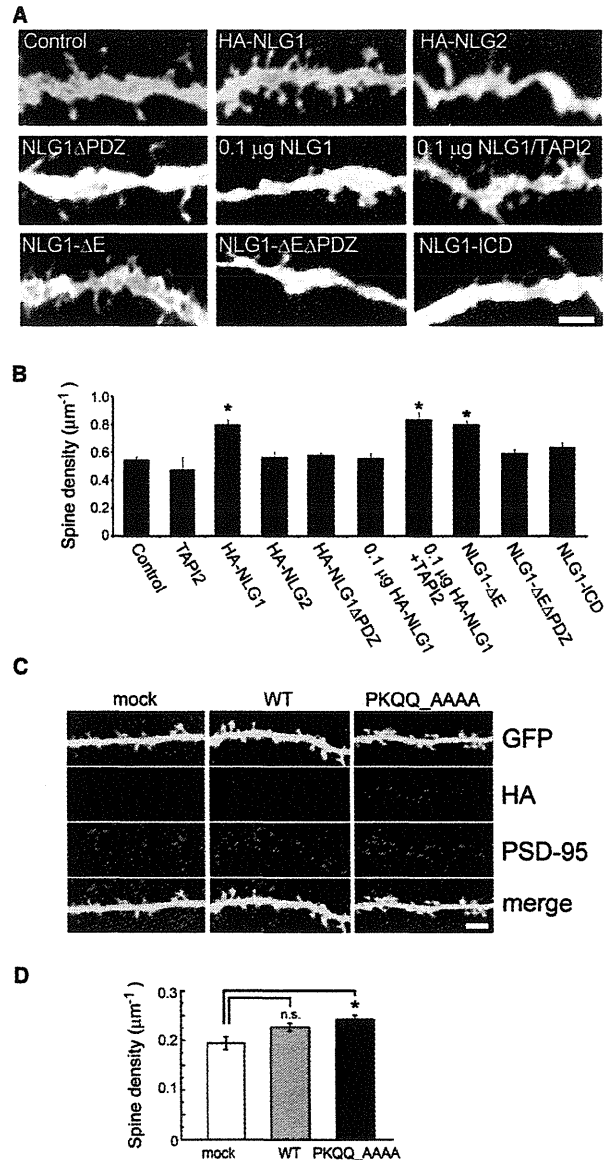 A
Control
HA-NLG1
HA-NLG2
NLG1ΔPDZ
0.1 μg NLG1
0.1 μg NLG1/TAPI2
NLG1-ΔE
NLG1-ΔEΔPDZ
NLG1-ICD
B
Spine density (μm⁻¹)
1.0
0.8
0.6
0.4
0.2
0
*
*
*
Control
TAPI2
HA-NLG1
HA-NLG2
HA-NLG1ΔPDZ
0.1 μg HA-NLG1
0.1 μg HA-NLG1
+TAPI2
NLG1-ΔE
NLG1-ΔEΔPDZ
NLG1-ICD
C
mock
WT
PKQQ_AAAA
GFP
HA
PSD-95
merge
D
Spine density (μm⁻¹)
0.3
0.2
0.1
0
n.s.
*
mock
WT
PKQQ_AAAA